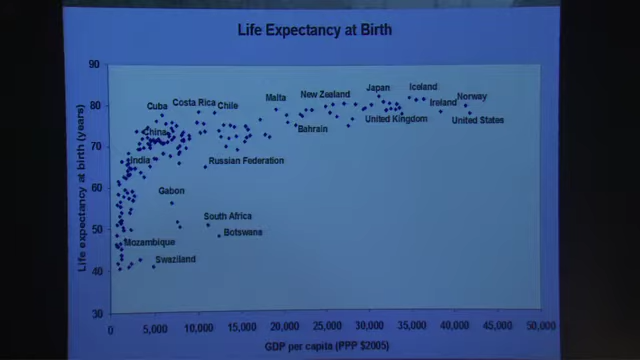 Life Expectancy at Birth
Life expectancy at birth (years)
90
80
70
60
50
40
30
Cuba
Costa Rica
Chile
Malta
New Zealand
Japan
Iceland
Ireland
Norway
China
Bahrain
United Kingdom
United States
India
Russian Federation
Gabon
South Africa
Botswana
Mozambique
Swaziland
0
5,000
10,000
15,000
20,000
25,000
30,000
35,000
40,000
45,000
50,000
GDP per capita (PPP $2005)